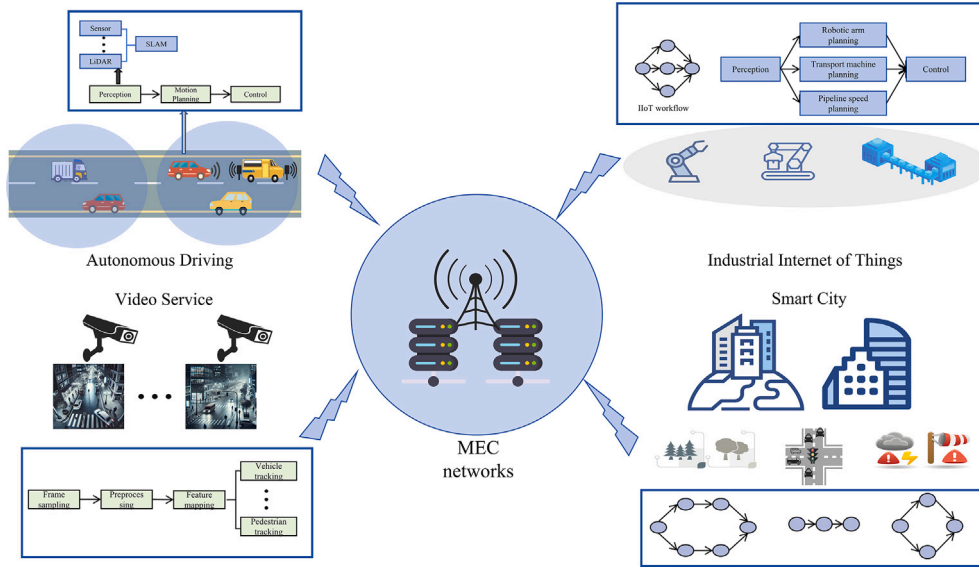 Sensor
SLAM
LiDAR
Perception
Motion
Planning
Control
Autonomous Driving
Robotic arm
planning
Perception
Transport machine
planning
Control
Pipeline speed
planning
IIoT workflow
Industrial Internet of Things
Video Service
Frame
sampling
Preproces
sing
Feature
mapping
Vehicle
tracking
Pedestrian
tracking
MEC
networks
Smart City